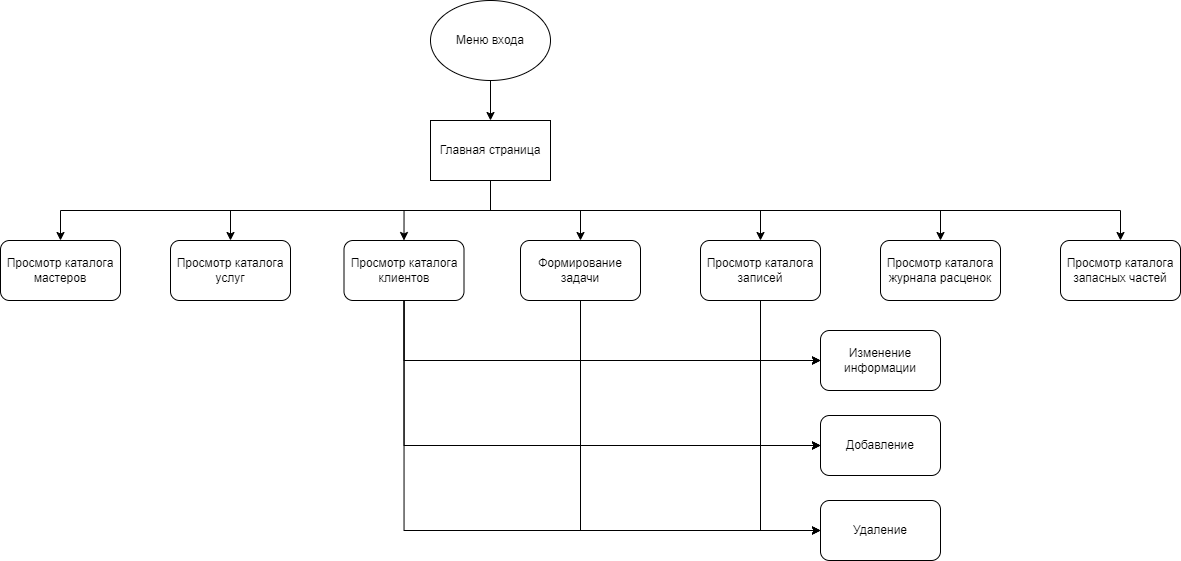 Меню входа
Главная страница
Просмотр каталога
мастеров
Просмотр каталога
услуг
Просмотр каталога
клиентов
Формирование
задачи
Просмотр каталога
записей
Просмотр каталога
журнала расценок
Просмотр каталога
запасных частей
Изменение
информации
Добавление
Удаление